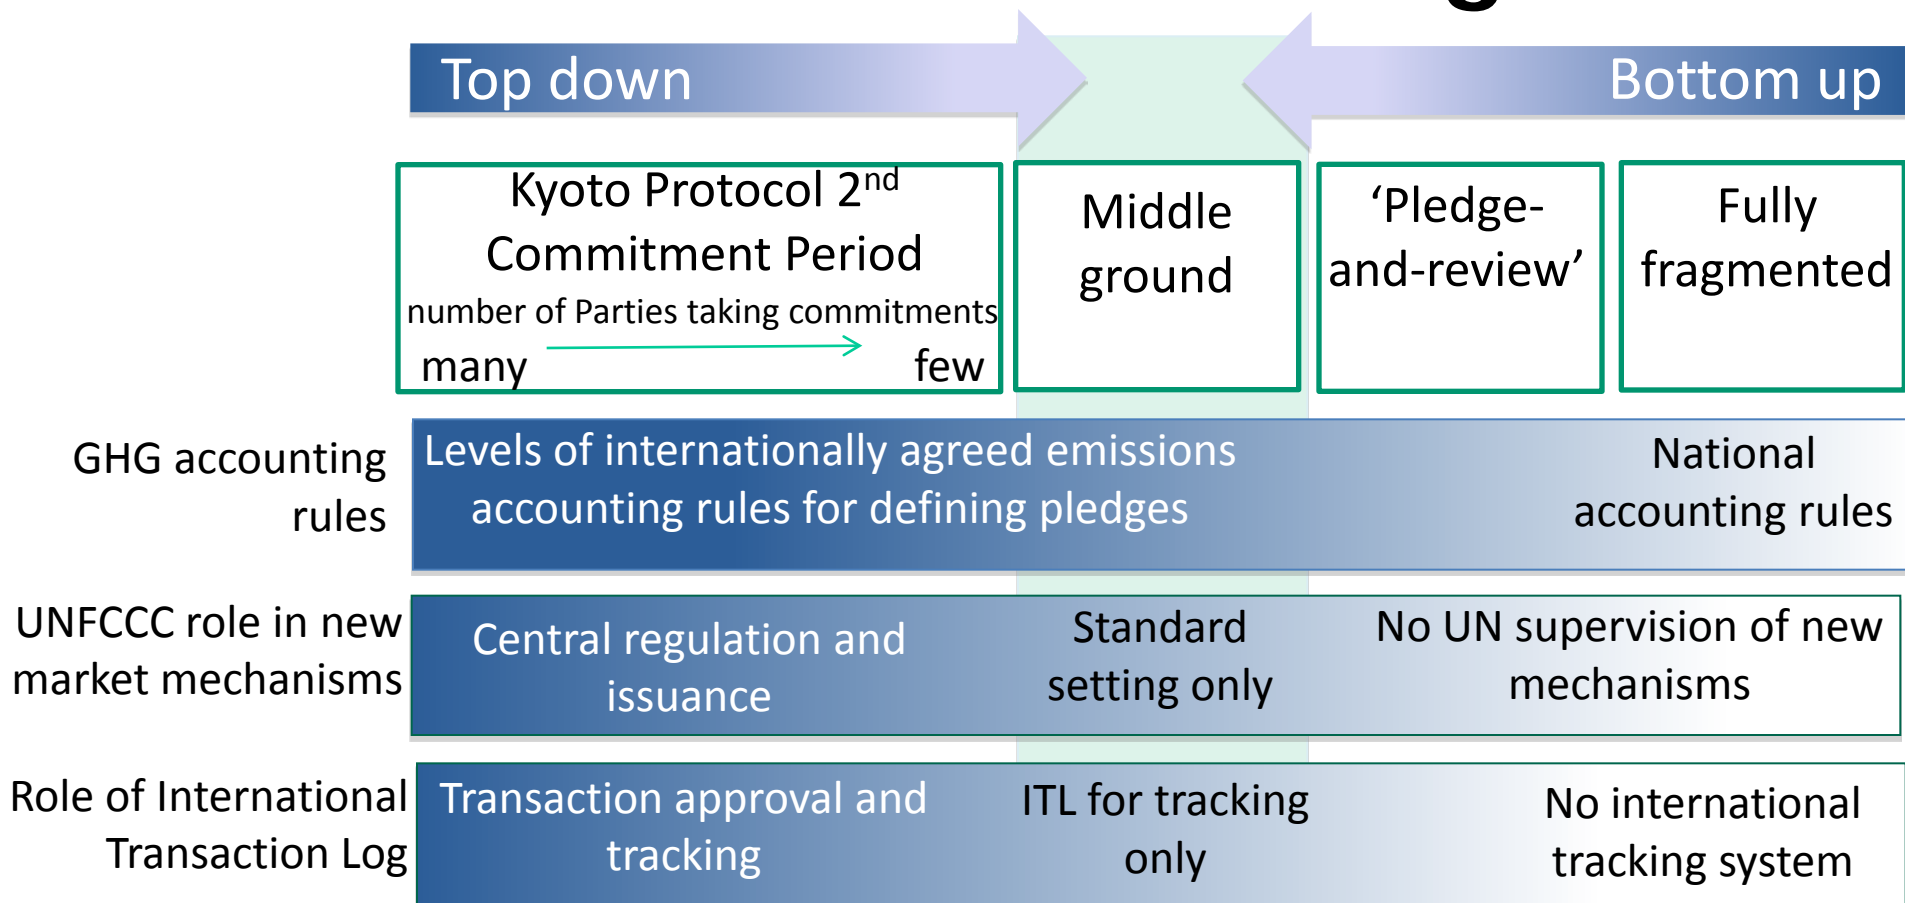 Top down
Bottom up
Kyoto Protocol 2nd
Commitment Period
number of Parties taking commitments
many
few
Middle
ground
‘Pledge-
and-review’
Fully
fragmented
GHG accounting
rules
Levels of internationally agreed emissions
accounting rules for defining pledges
National
accounting rules
UNFCCC role in new
market mechanisms
Central regulation and
issuance
Standard
setting only
No UN supervision of new
mechanisms
Role of International
Transaction Log
Transaction approval and
tracking
ITL for tracking
only
No international
tracking system